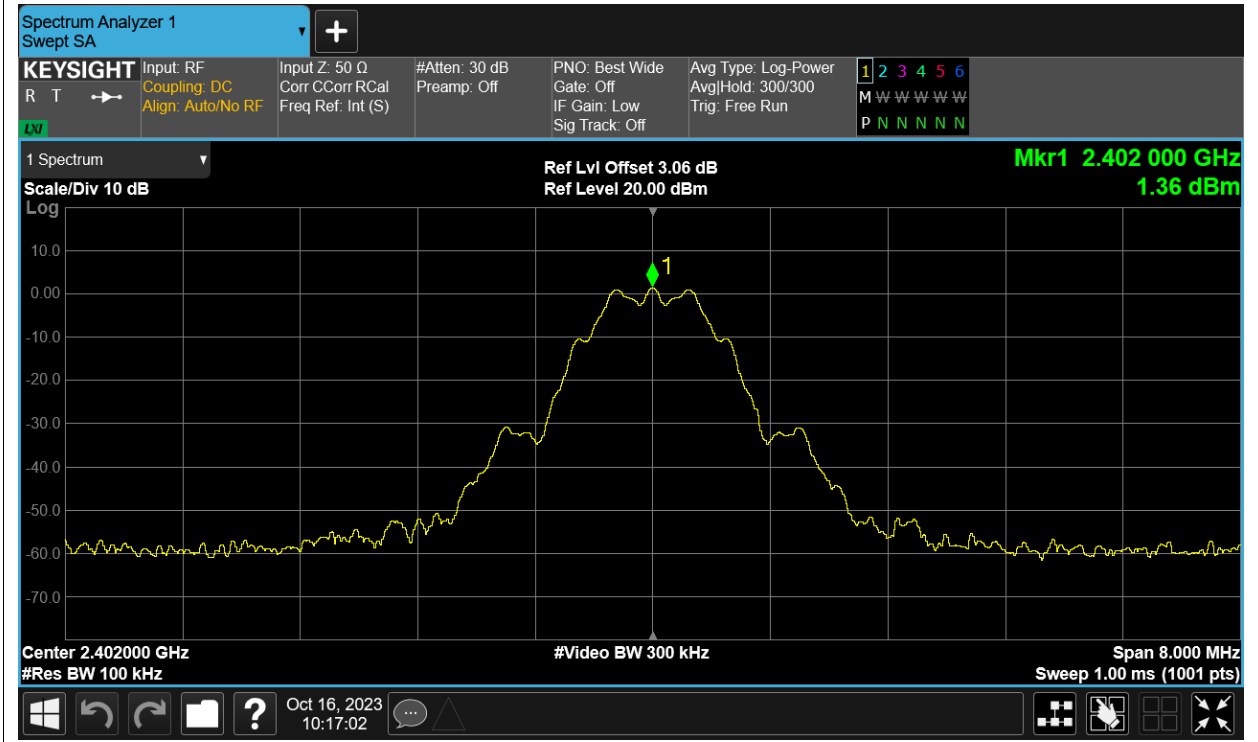 Spectrum Analyzer 1
Swept SA
+
KEYSIGHT
R T
LXI
Input: RF
Coupling: DC
Align: Auto/No RF
Input Z: 50 Ω
Corr CCorr RCal
Freq Ref: Int (S)
#Atten: 30 dB
Preamp: Off
PNO: Best Wide
Gate: Off
IF Gain: Low
Sig Track: Off
Avg Type: Log-Power
Avg|Hold: 300/300
Trig: Free Run
1 2 3 4 5 6
M W W W W W
P N N N N N
1 Spectrum
Scale/Div 10 dB
Log
Ref Lvl Offset 3.06 dB
Ref Level 20.00 dBm
Mkr1 2.402 000 GHz
1.36 dBm
1
10.0
0.00
-10.0
-20.0
-30.0
-40.0
-50.0
-60.0
-70.0
Center 2.402000 GHz
#Res BW 100 kHz
#Video BW 300 kHz
Span 8.000 MHz
Sweep 1.00 ms (1001 pts)
?
Oct 16, 2023
10:17:02